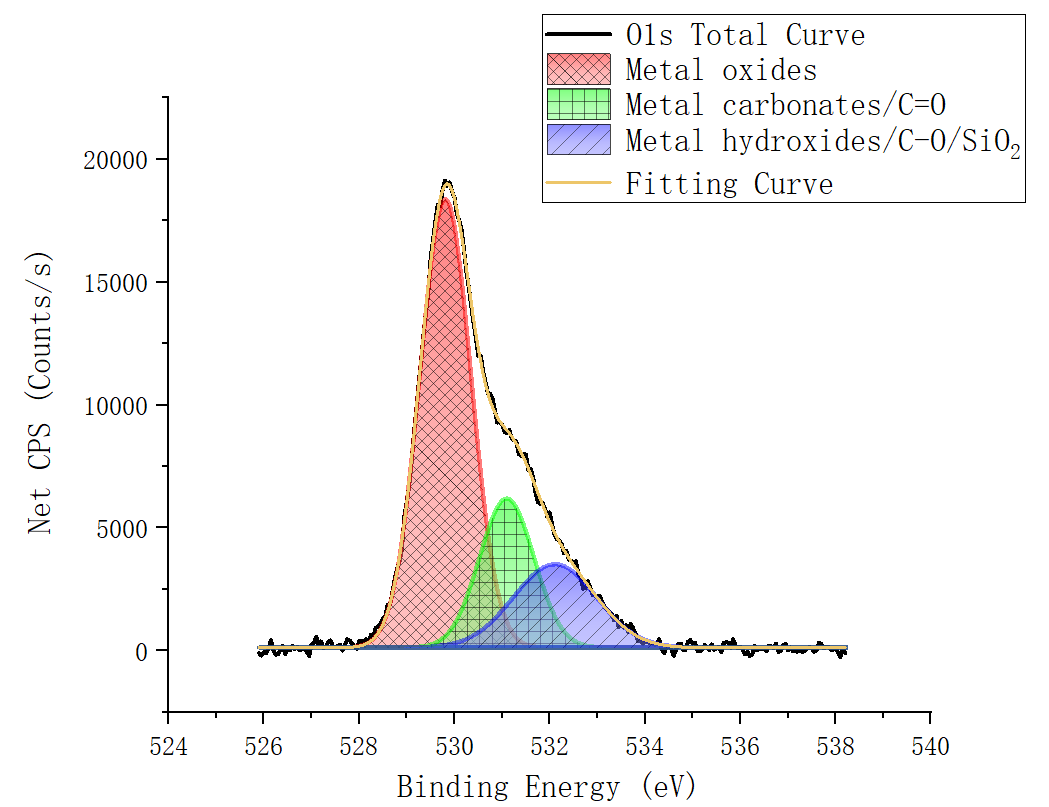 O1s Total Curve
Metal oxides
Metal carbonates/C=O
Metal hydroxides/C-O/SiO₂
Fitting Curve
20000
15000
10000
5000
0
Net CPS (Counts/s)
524 526 528 530 532 534 536 538 540
Binding Energy (eV)